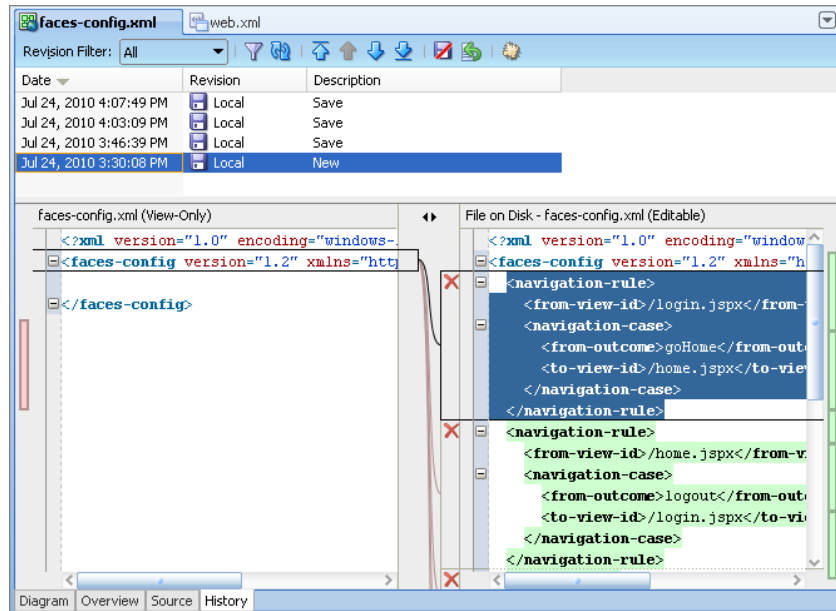 faces-config.xml web.xml
Revision Filter: All
Date Revision Description
Jul 24, 2010 4:07:49 PM Local Save
Jul 24, 2010 4:03:09 PM Local Save
Jul 24, 2010 3:46:39 PM Local Save
Jul 24, 2010 3:30:08 PM Local New
faces-config.xml (View-Only)
<?xml version="1.0" encoding="windows-
<faces-config version="1.2" xmlns="http
</faces-config>
File on Disk - faces-config.xml (Editable)
<?xml version="1.0" encoding="window
<faces-config version="1.2" xmlns="h
<navigation-rule>
<from-view-id>/login.jspx</from-
<navigation-case>
<from-outcome>goHome</from-out
<to-view-id>/home.jspx</to-vie
</navigation-case>
</navigation-rule>
<navigation-rule>
<from-view-id>/home.jspx</from-v
<navigation-case>
<from-outcome>logout</from-out
<to-view-id>/login.jspx</to-vi
</navigation-case>
</navigation-rule>
Diagram Overview Source History